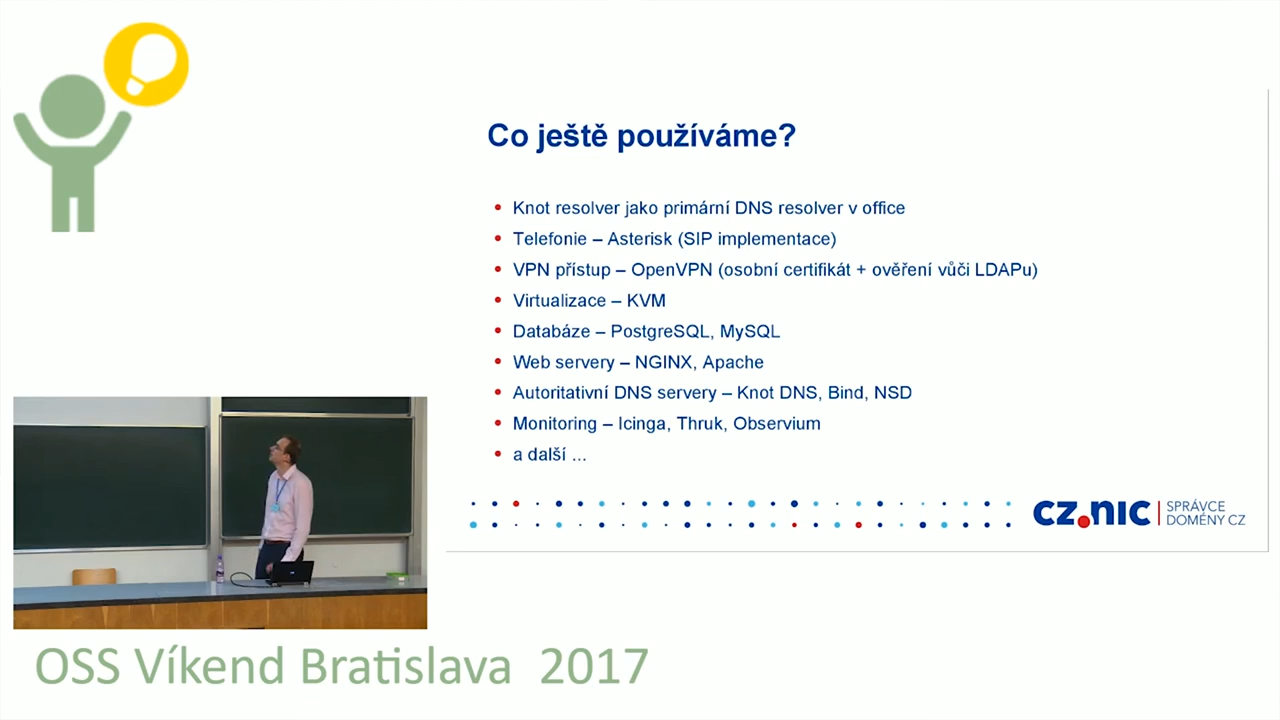 Co ještě používáme?
Knot resolver jako primární DNS resolver v office
Telefonie – Asterisk (SIP implementace)
VPN přístup – OpenVPN (osobní certifikát + ověření vůči LDAPu)
Virtualizace – KVM
Databáze – PostgreSQL, MySQL
Web servery – NGINX, Apache
Autoritativní DNS servery – Knot DNS, Bind, NSD
Monitoring – Icinga, Thruk, Observium
a další ...
cz.nic
SPRÁVCE
DOMÉNY CZ
OSS Víkend Bratislava 2017